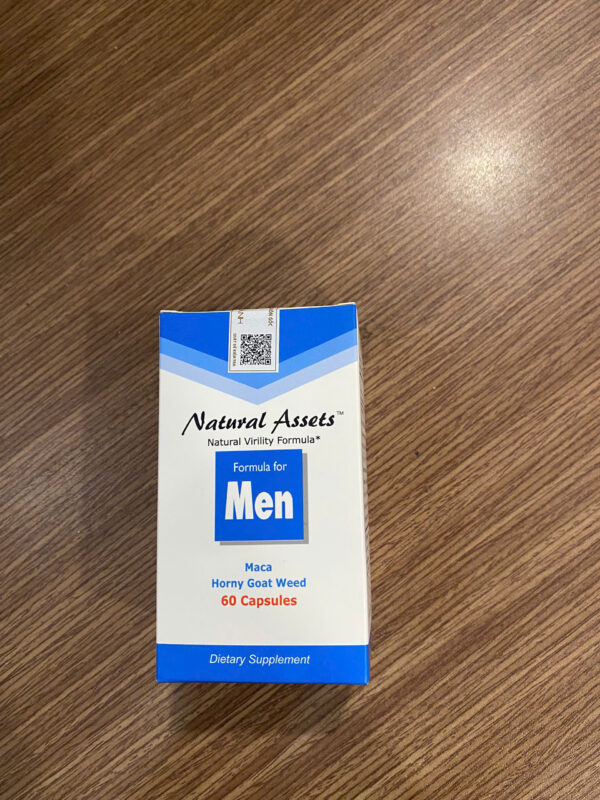 Natural Assets™
Natural Virility Formula*
Formula for
Men
Maca
Horny Goat Weed
60 Capsules
Dietary Supplement